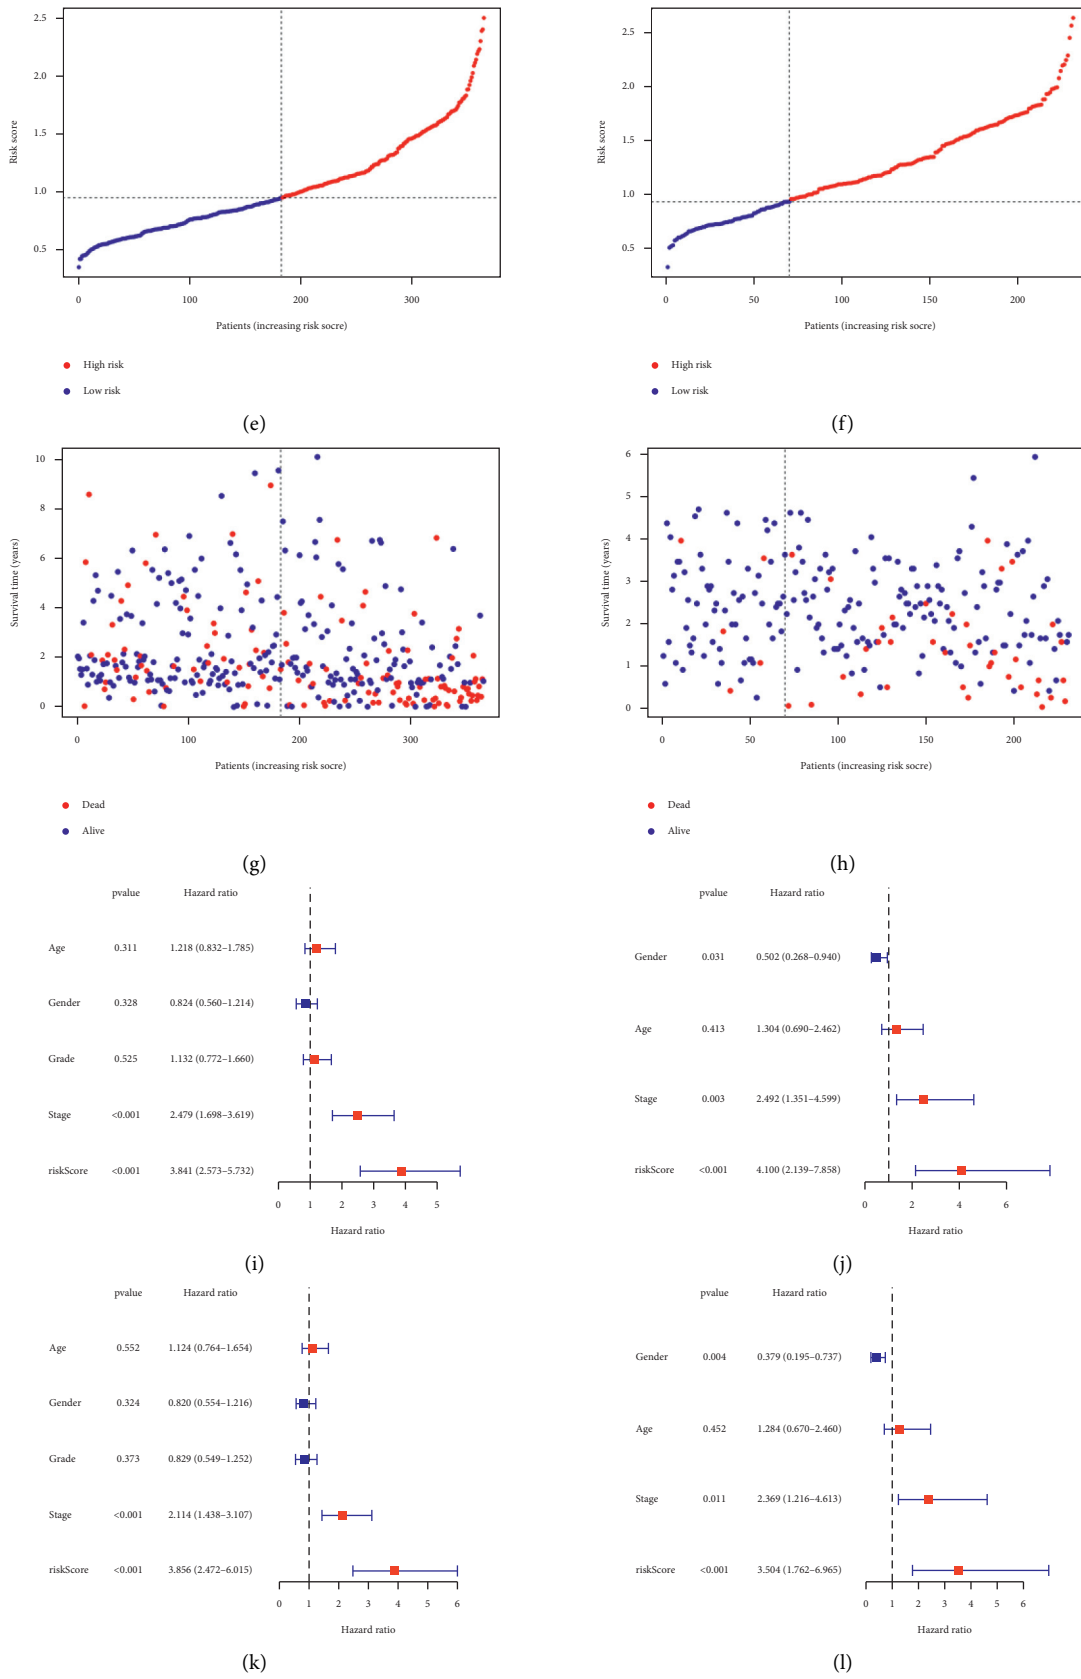 2.5
2.0
1.5
1.0
0.5
Risk score
0 100 200 300
Patients (increasing risk socre)
High risk
Low risk
(e)
2.5
2.0
1.5
1.0
0.5
Risk score
0 50 100 150 200
Patients (increasing risk socre)
High risk
Low risk
(f)
10
8
6
4
2
0
Survival time (years)
0 100 200 300
Patients (increasing risk socre)
Dead
Alive
(g)
6
5
4
3
2
1
0
Survival time (years)
0 50 100 150 200
Patients (increasing risk socre)
Dead
Alive
(h)
pvalue Hazard ratio
Age 0.311 1.218 (0.832–1.785)
Gender 0.328 0.824 (0.560–1.214)
Grade 0.525 1.132 (0.772–1.660)
Stage <0.001 2.479 (1.698–3.619)
riskScore <0.001 3.841 (2.573–5.732)
0 1 2 3 4 5
Hazard ratio
(i)
pvalue Hazard ratio
Gender 0.031 0.502 (0.268–0.940)
Age 0.413 1.304 (0.690–2.462)
Stage 0.003 2.492 (1.351–4.599)
riskScore <0.001 4.100 (2.139–7.858)
0 2 4 6
Hazard ratio
(j)
pvalue Hazard ratio
Age 0.552 1.124 (0.764–1.654)
Gender 0.324 0.820 (0.554–1.216)
Grade 0.373 0.829 (0.549–1.252)
Stage <0.001 2.114 (1.438–3.107)
riskScore <0.001 3.856 (2.472–6.015)
0 1 2 3 4 5 6
Hazard ratio
(k)
pvalue Hazard ratio
Gender 0.004 0.379 (0.195–0.737)
Age 0.452 1.284 (0.670–2.460)
Stage 0.011 2.369 (1.216–4.613)
riskScore <0.001 3.504 (1.762–6.965)
0 1 2 3 4 5 6
Hazard ratio
(l)